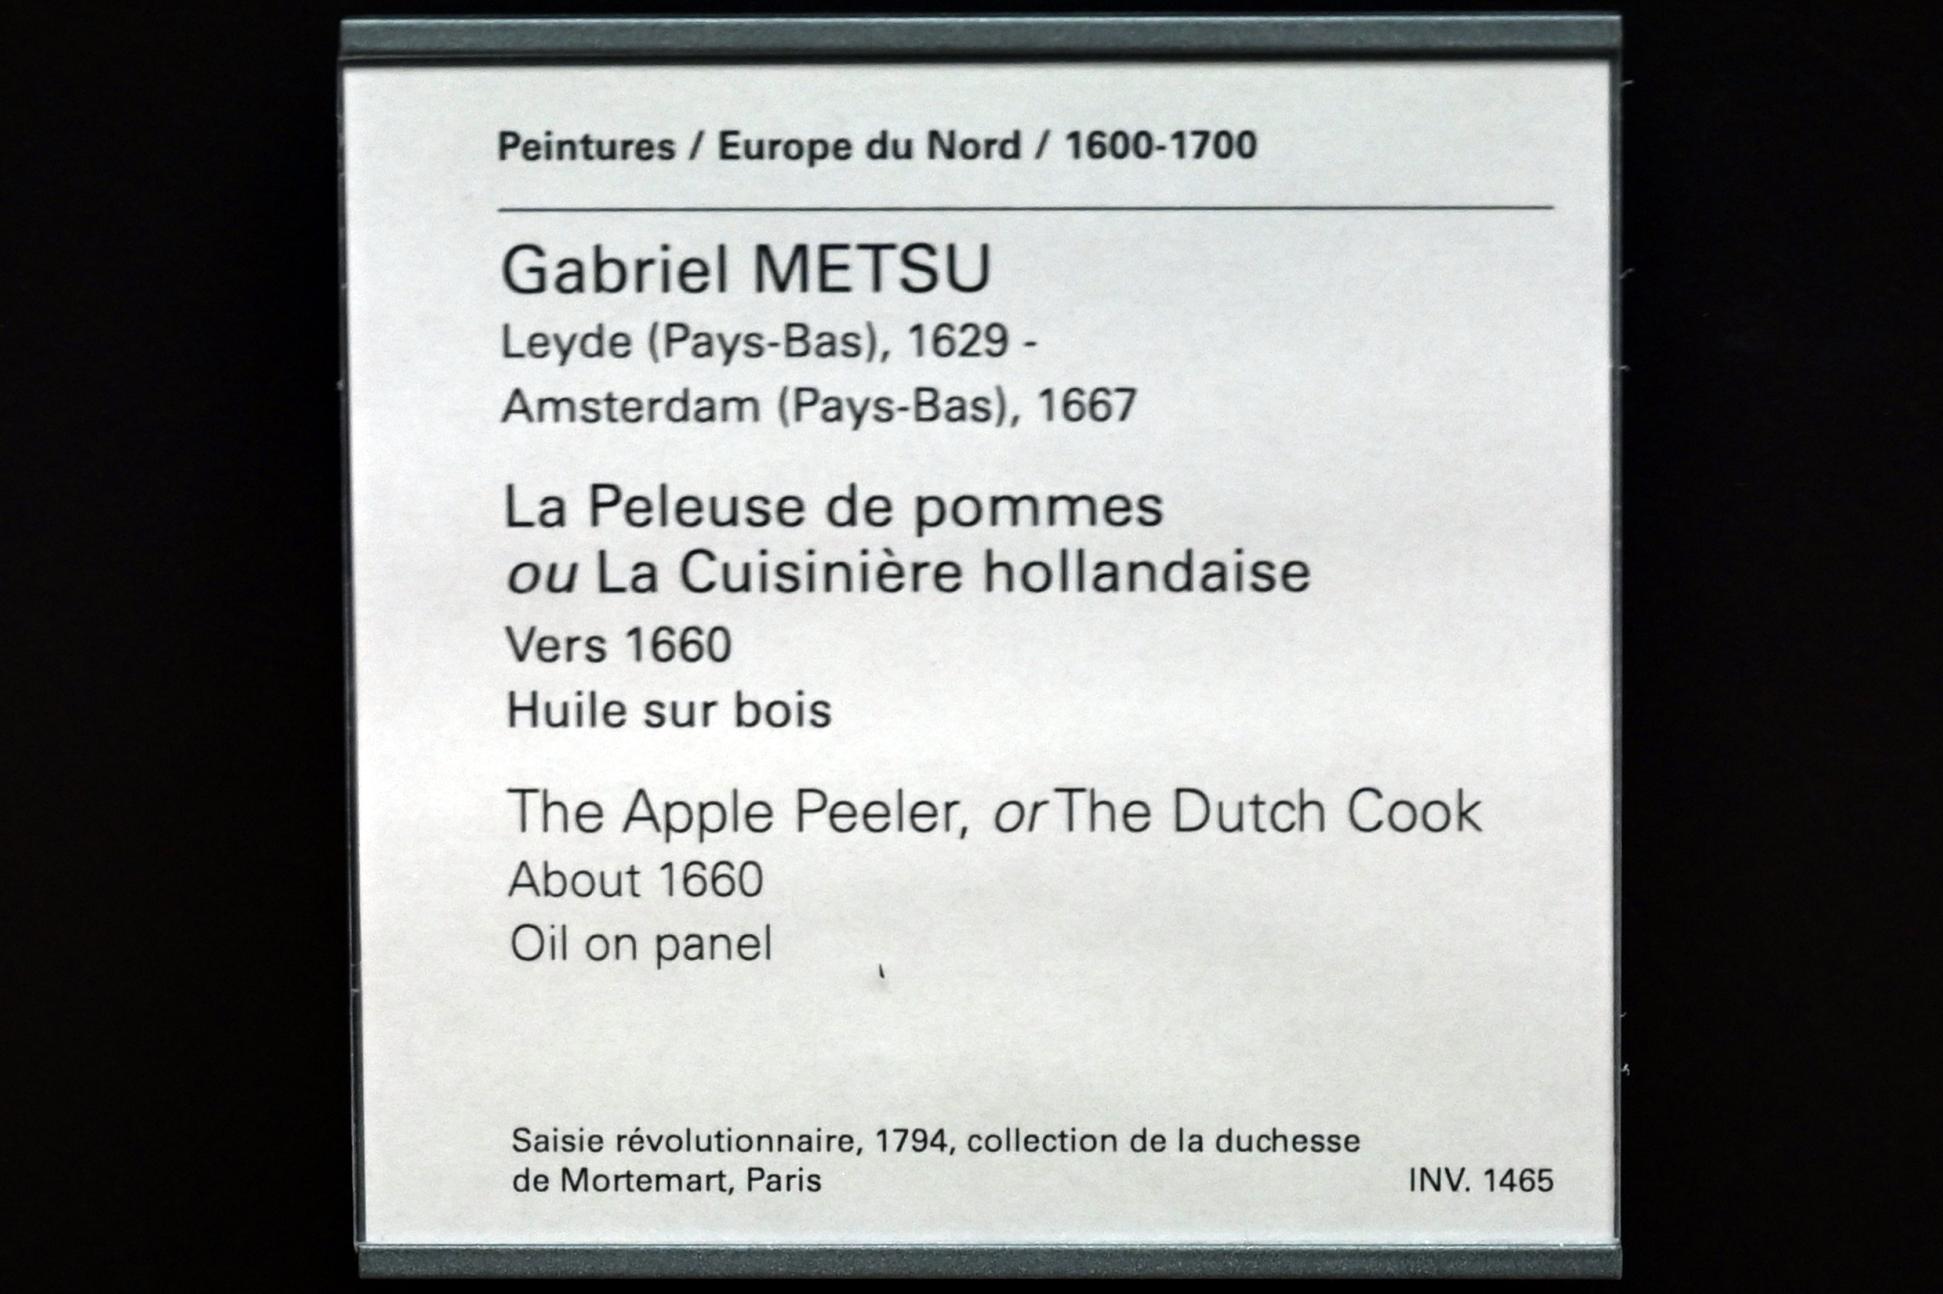 Peintures / Europe du Nord / 1600-1700
Gabriel METSU
Leyde (Pays-Bas), 1629 -
Amsterdam (Pays-Bas), 1667
La Peleuse de pommes
ou La Cuisinière hollandaise
Vers 1660
Huile sur bois
The Apple Peeler, or The Dutch Cook
About 1660
Oil on panel
Saisie révolutionnaire, 1794, collection de la duchesse
de Mortemart, Paris
INV. 1465